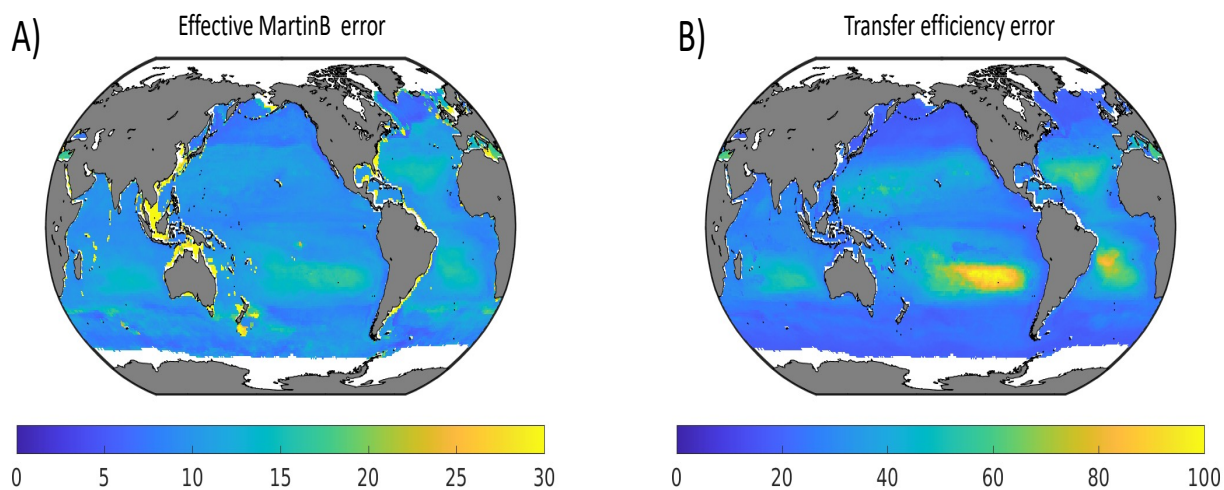 A)
Effective MartinB error
B)
Transfer efficiency error
0 5 10 15 20 25 30
0 20 40 60 80 100